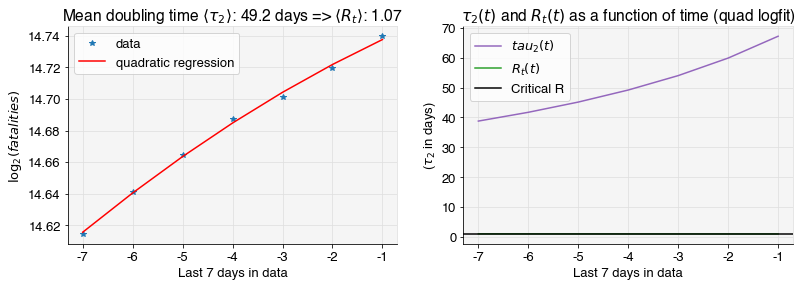 Mean doubling time ⟨τ₂⟩: 49.2 days => ⟨Rₜ⟩: 1.07
14.74
14.72
14.70
14.68
14.66
14.64
14.62
log₂(fatalities)
data
quadratic regression
-7 -6 -5 -4 -3 -2 -1
Last 7 days in data
τ₂(t) and Rₜ(t) as a function of time (quad logfit)
70
60
50
40
30
20
10
0
(τ₂ in days)
tau₂(t)
Rₜ(t)
Critical R
-7 -6 -5 -4 -3 -2 -1
Last 7 days in data